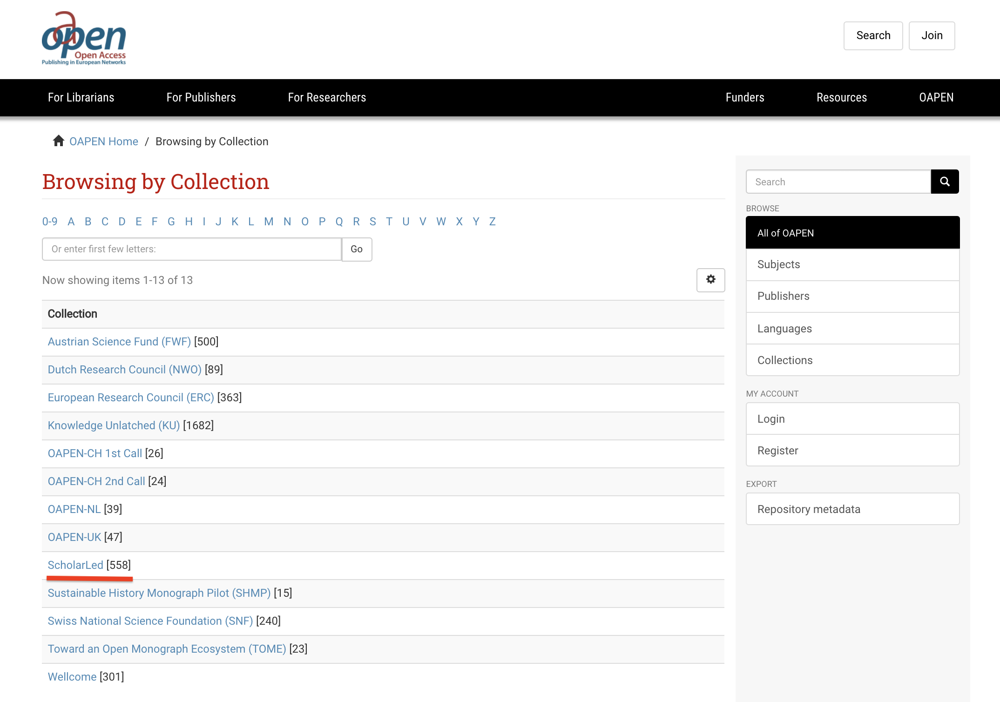 oapen
Open Access
Publishing in European Networks
Search Join
For Librarians For Publishers For Researchers Funders Resources OAPEN
OAPEN Home / Browsing by Collection
Browsing by Collection
0-9 A B C D E F G H I J K L M N O P Q R S T U V W X Y Z
Or enter first few letters: Go
Now showing items 1-13 of 13
Collection
Austrian Science Fund (FWF) [500]
Dutch Research Council (NWO) [89]
European Research Council (ERC) [363]
Knowledge Unlatched (KU) [1682]
OAPEN-CH 1st Call [26]
OAPEN-CH 2nd Call [24]
OAPEN-NL [39]
OAPEN-UK [47]
ScholarLed [558]
Sustainable History Monograph Pilot (SHMP) [15]
Swiss National Science Foundation (SNF) [240]
Toward an Open Monograph Ecosystem (TOME) [23]
Wellcome [301]
Search
BROWSE
All of OAPEN
Subjects
Publishers
Languages
Collections
MY ACCOUNT
Login
Register
EXPORT
Repository metadata